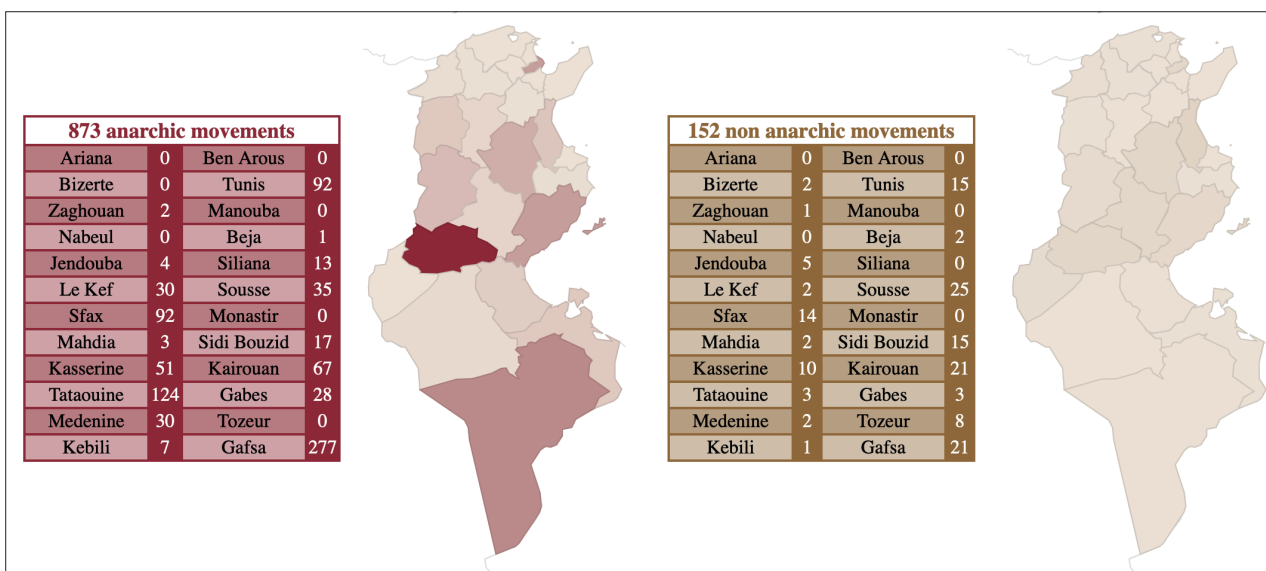 873 anarchic movements
Ariana 0 Ben Arous 0
Bizerte 0 Tunis 92
Zaghouan 2 Manouba 0
Nabeul 0 Beja 1
Jendouba 4 Siliana 13
Le Kef 30 Sousse 35
Sfax 92 Monastir 0
Mahdia 3 Sidi Bouzid 17
Kasserine 51 Kairouan 67
Tataouine 124 Gabes 28
Medenine 30 Tozeur 0
Kebili 7 Gafsa 277
152 non anarchic movements
Ariana 0 Ben Arous 0
Bizerte 2 Tunis 15
Zaghouan 1 Manouba 0
Nabeul 0 Beja 2
Jendouba 5 Siliana 0
Le Kef 2 Sousse 25
Sfax 14 Monastir 0
Mahdia 2 Sidi Bouzid 15
Kasserine 10 Kairouan 21
Tataouine 3 Gabes 3
Medenine 2 Tozeur 8
Kebili 1 Gafsa 21